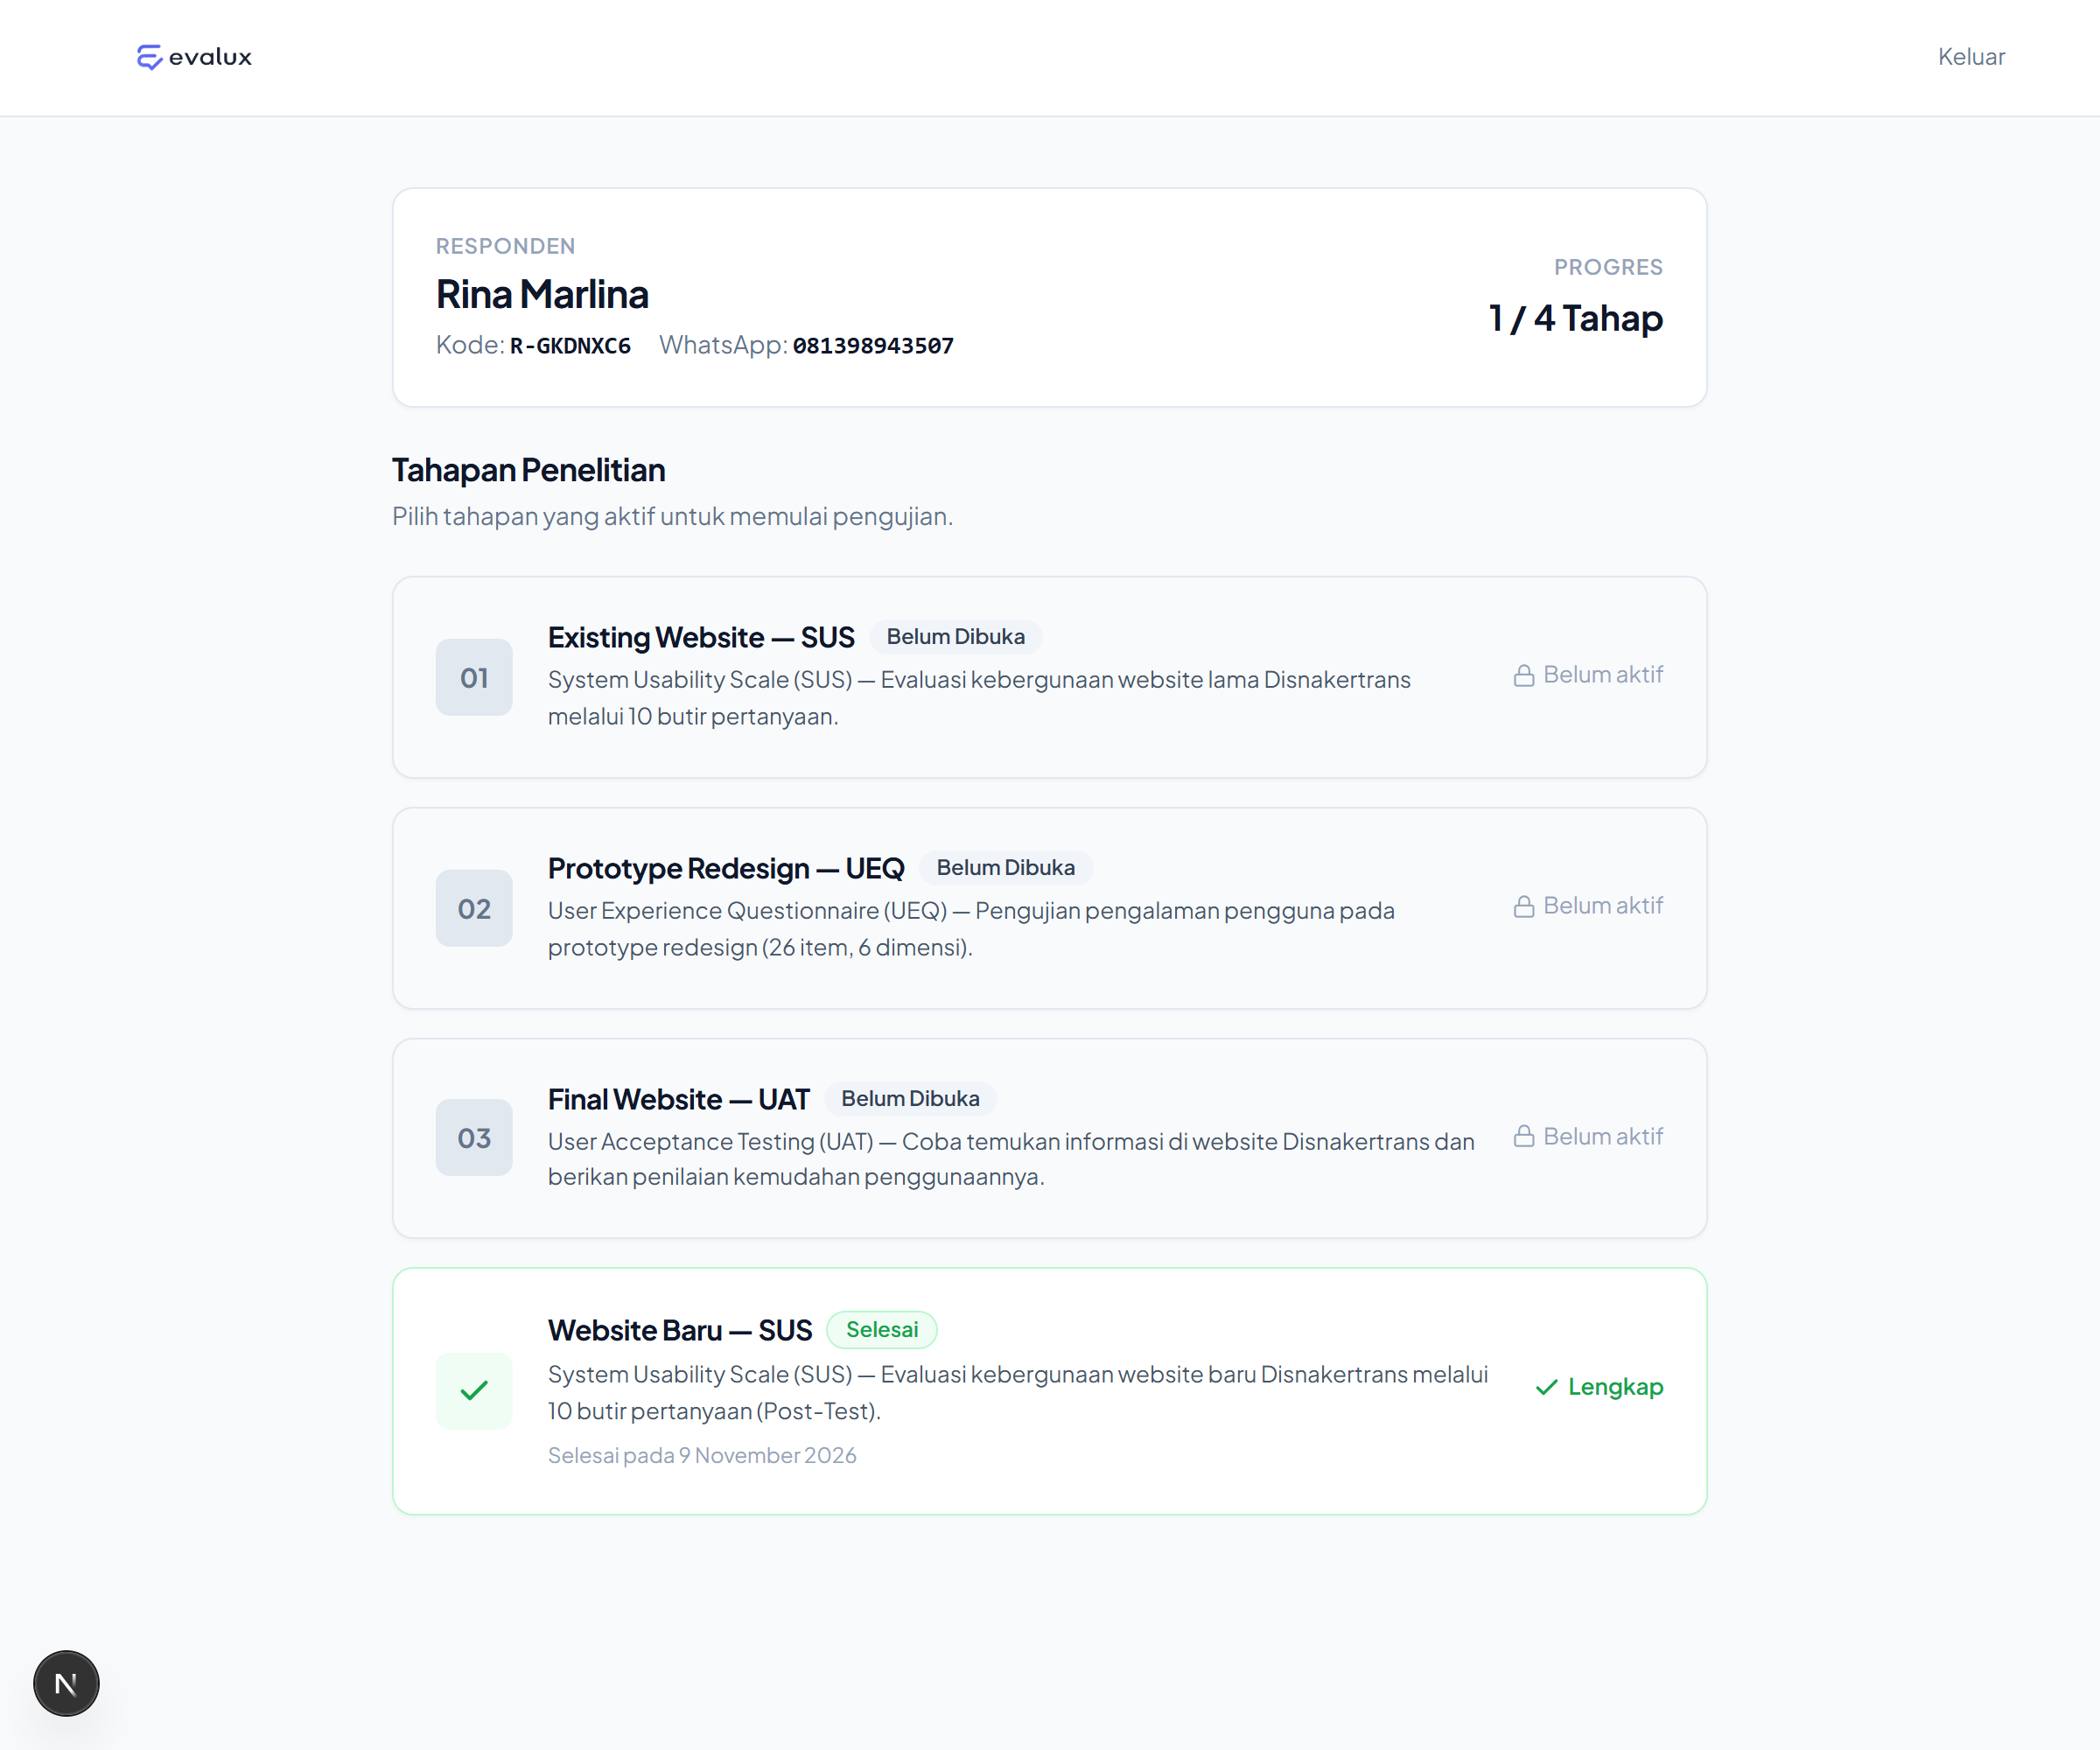 evalux
Keluar
RESPONDEN
Rina Marlina
Kode: R-GKDNXC6 WhatsApp: 081398943507
PROGRES
1 / 4 Tahap
Tahapan Penelitian
Pilih tahapan yang aktif untuk memulai pengujian.
01
Existing Website — SUS Belum Dibuka
System Usability Scale (SUS) — Evaluasi kebergunaan website lama Disnakertrans
melalui 10 butir pertanyaan.
Belum aktif
02
Prototype Redesign — UEQ Belum Dibuka
User Experience Questionnaire (UEQ) — Pengujian pengalaman pengguna pada
prototype redesign (26 item, 6 dimensi).
Belum aktif
03
Final Website — UAT Belum Dibuka
User Acceptance Testing (UAT) — Coba temukan informasi di website Disnakertrans dan
berikan penilaian kemudahan penggunaannya.
Belum aktif
Website Baru — SUS Selesai
System Usability Scale (SUS) — Evaluasi kebergunaan website baru Disnakertrans melalui
10 butir pertanyaan (Post-Test).
Selesai pada 9 November 2026
Lengkap
N